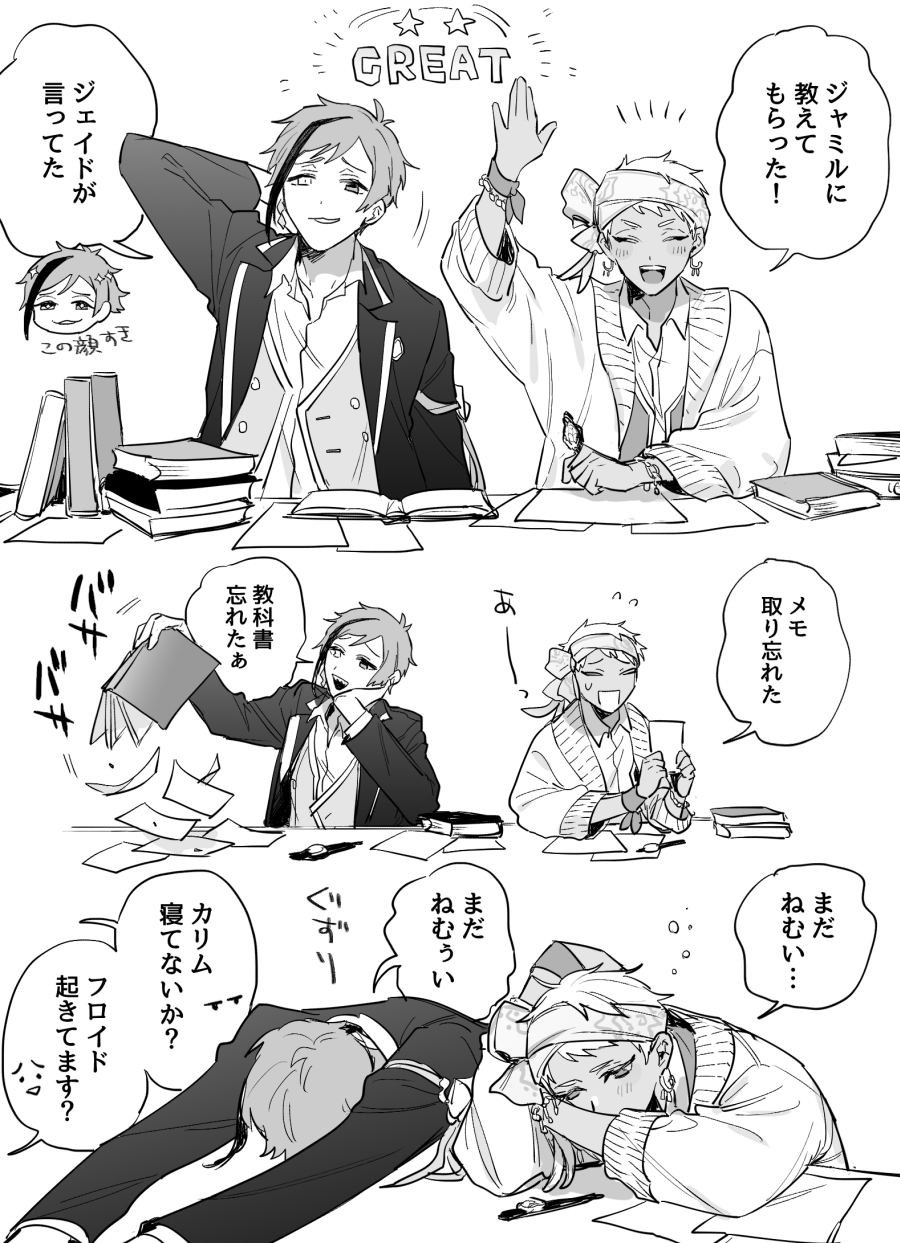 GREAT
ジャミルに
教えて
もらった！
ジェイドが
言ってた
この顔すき
メモ
取り忘れた
あー
教科書
忘れたぁ
バサ
バサ
まだ
ねむい…
まだ
ねむぅい
ぐずり
カリム
寝てないか？
フロイド
起きてます？